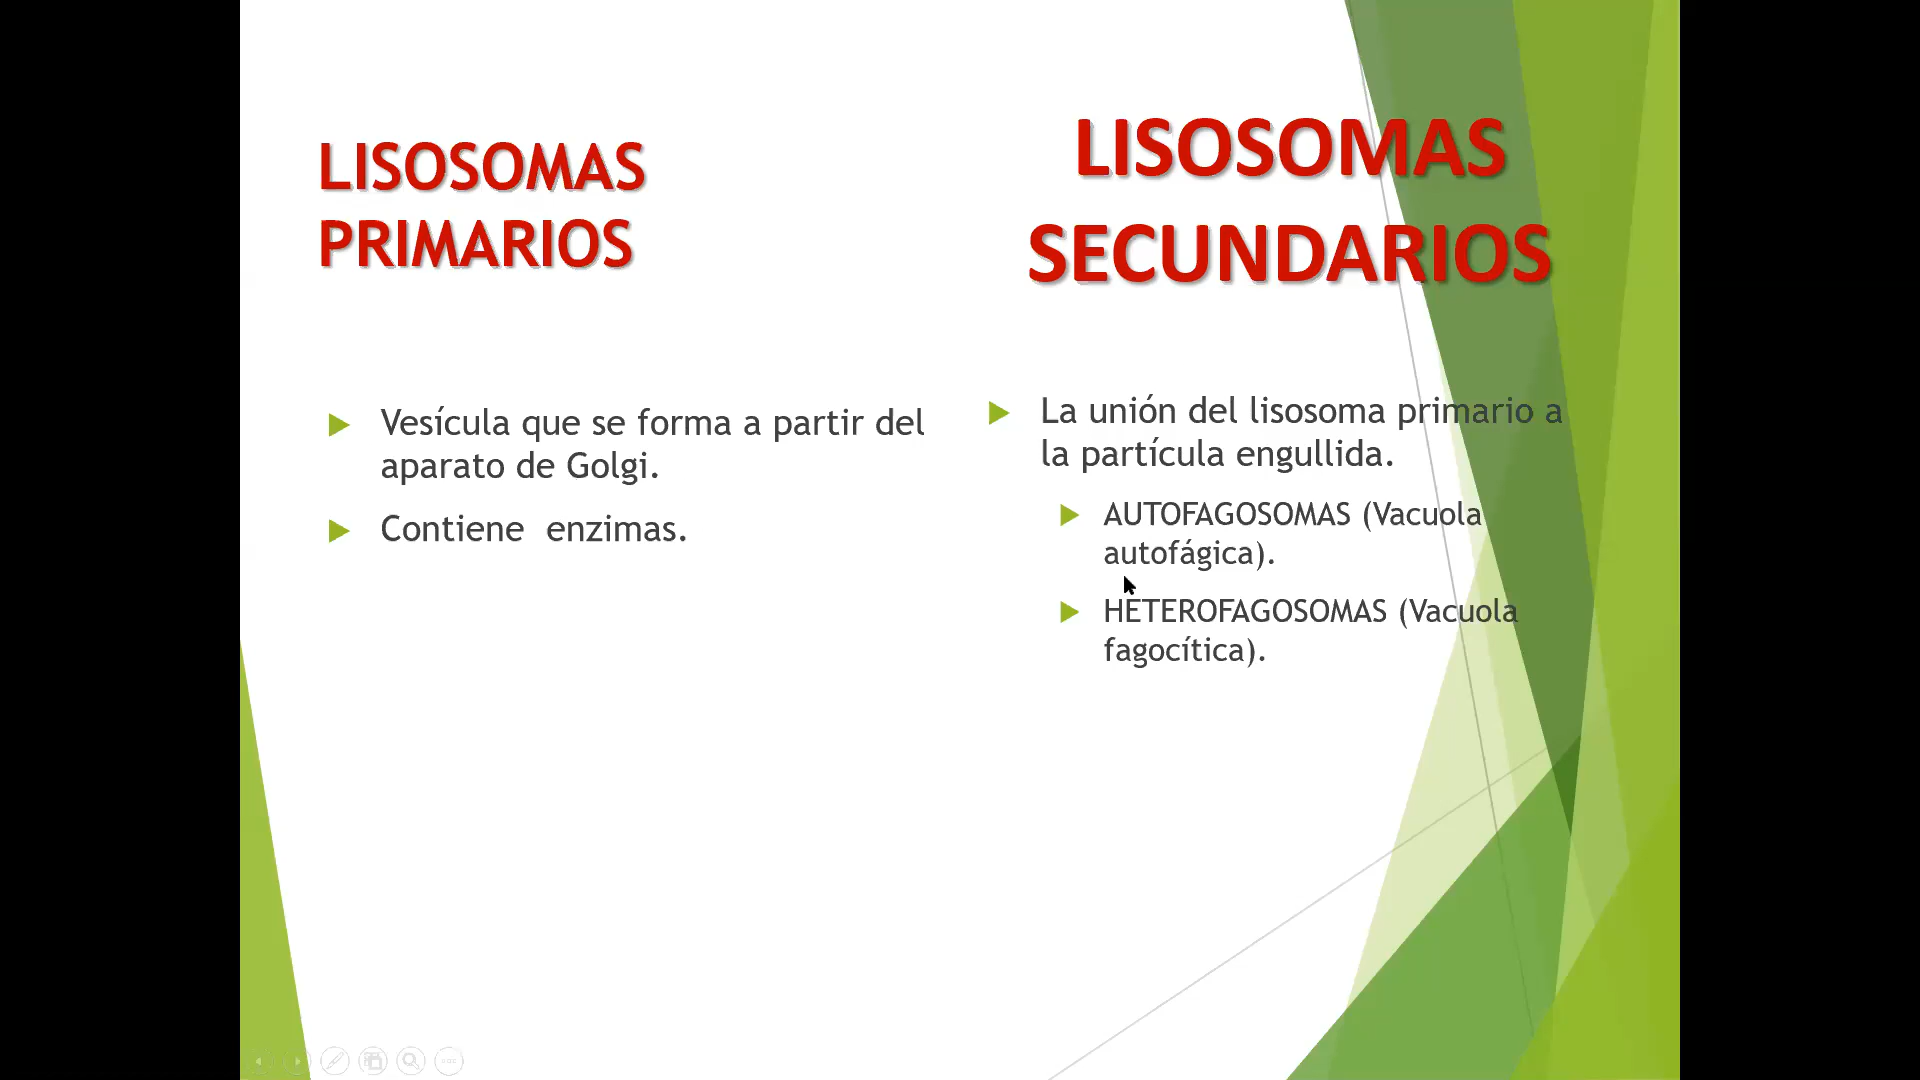 LISOSOMAS
PRIMARIOS
Vesícula que se forma a partir del
aparato de Golgi.
Contiene enzimas.
LISOSOMAS
SECUNDARIOS
La unión del lisosoma primario a
la partícula engullida.
AUTOFAGOSOMAS (Vacuola
autofágica).
HETEROFAGOSOMAS (Vacuola
fagocítica).